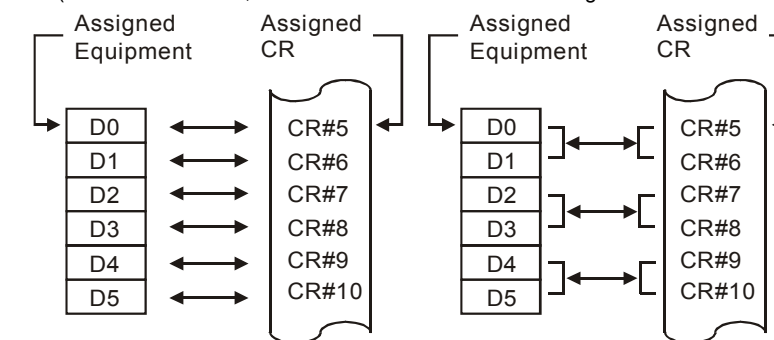 Assigned Equipment
Assigned CR
D0
D1
D2
D3
D4
D5
CR#5
CR#6
CR#7
CR#8
CR#9
CR#10
Assigned Equipment
Assigned CR
D0
D1
D2
D3
D4
D5
CR#5
CR#6
CR#7
CR#8
CR#9
CR#10